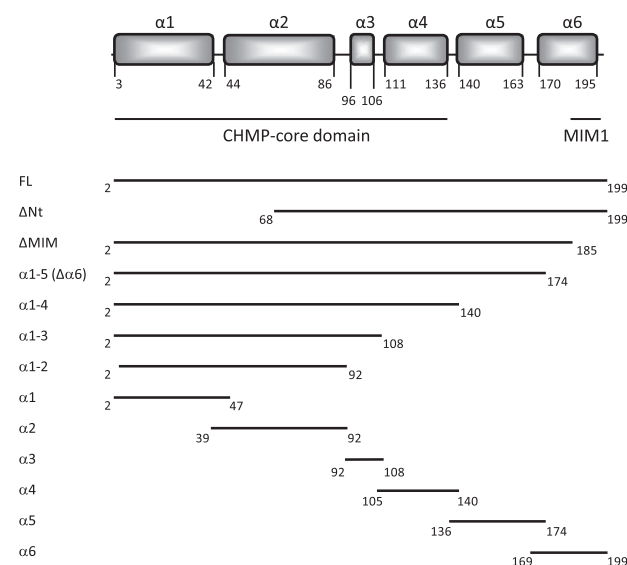 α1 α2 α3 α4 α5 α6
3 42 44 86 111 136 140 163 170 195
96 106
CHMP-core domain MIM1
FL 2 199
ΔNt 68 199
ΔMIM 2 185
α1-5 (Δα6) 2 174
α1-4 2 140
α1-3 2 108
α1-2 2 92
α1 2 47
α2 39 92
α3 92 108
α4 105 140
α5 136 174
α6 169 199